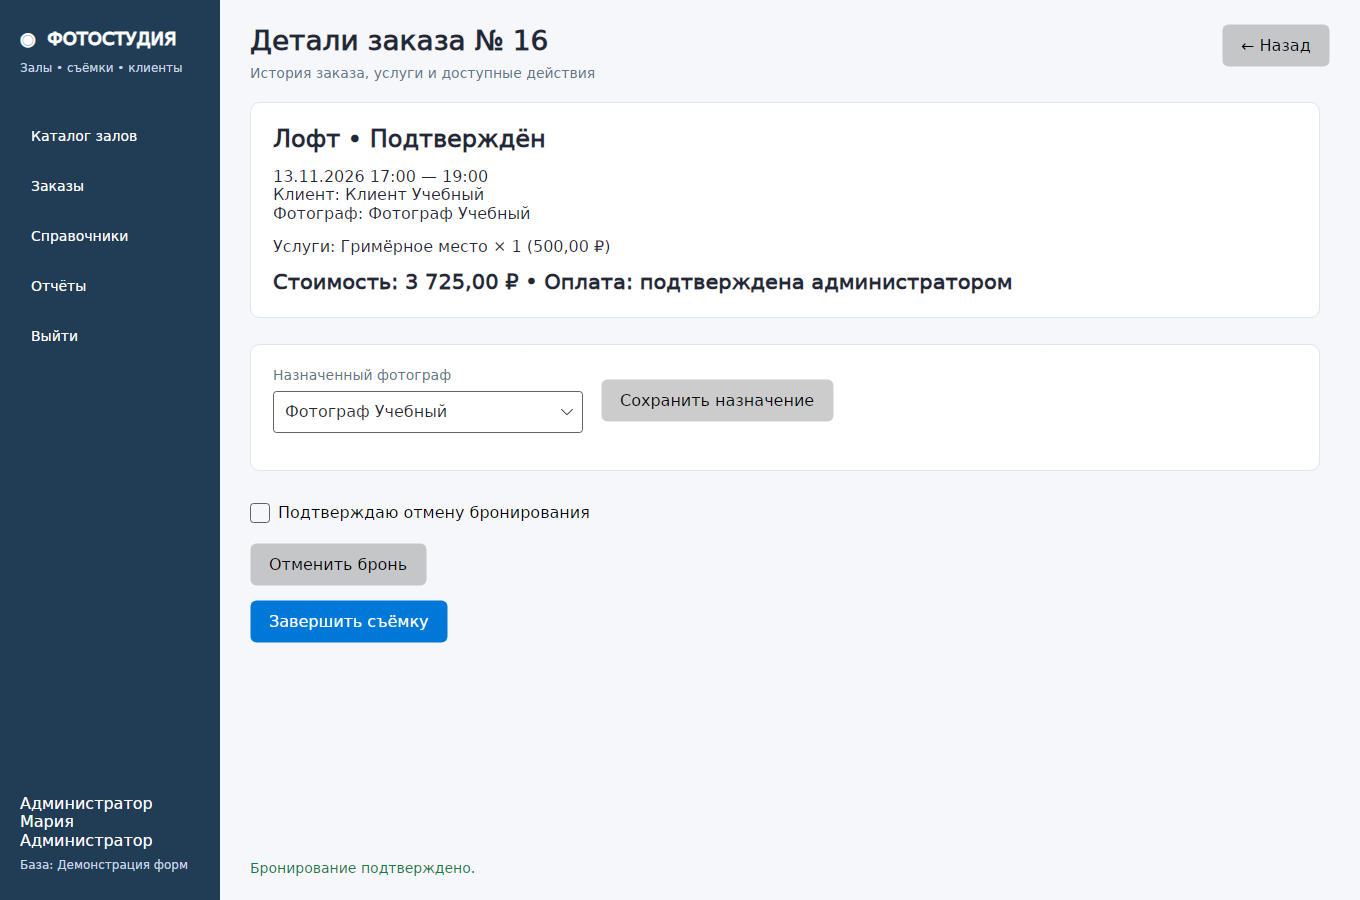 ◉ ФОТОСТУДИЯ
Залы • съёмки • клиенты
Каталог залов
Заказы
Справочники
Отчёты
Выйти
Администратор
Мария
Администратор
База: Демонстрация форм
Детали заказа № 16
История заказа, услуги и доступные действия
← Назад
Лофт • Подтверждён
13.11.2026 17:00 — 19:00
Клиент: Клиент Учебный
Фотограф: Фотограф Учебный
Услуги: Гримёрное место × 1 (500,00 ₽)
Стоимость: 3 725,00 ₽ • Оплата: подтверждена администратором
Назначенный фотограф
Фотограф Учебный
Сохранить назначение
Подтверждаю отмену бронирования
Отменить бронь
Завершить съёмку
Бронирование подтверждено.